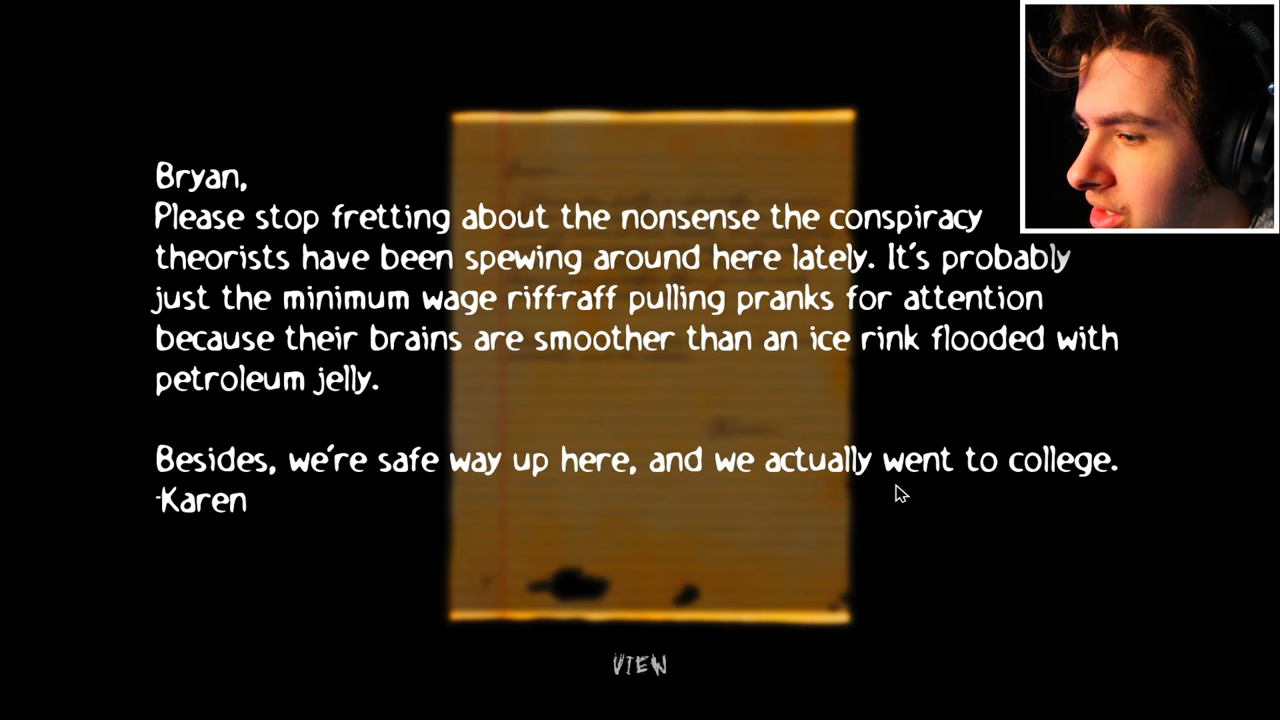 Bryan,
Please stop fretting about the nonsense the conspiracy
theorists have been spewing around here lately. It's probably
just the minimum wage riff-raff pulling pranks for attention
because their brains are smoother than an ice rink flooded with
petroleum jelly.
Besides, we're safe way up here, and we actually went to college.
-Karen
VIEW